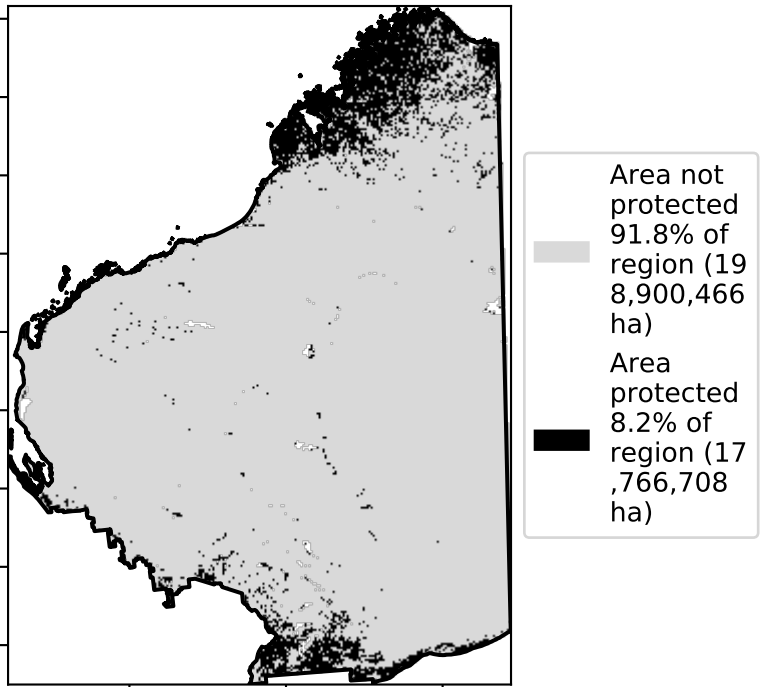 Area not
protected
91.8% of
region (19
8,900,466
ha)
Area
protected
8.2% of
region (17
,766,708
ha)